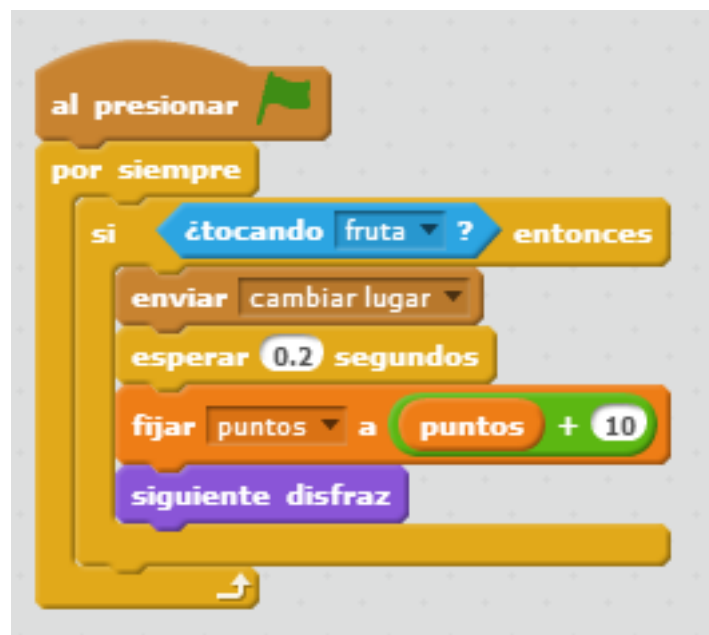 al presionar
por siempre
si ¿tocando fruta ? entonces
enviar cambiar lugar
esperar 0.2 segundos
fijar puntos a puntos + 10
siguiente disfraz